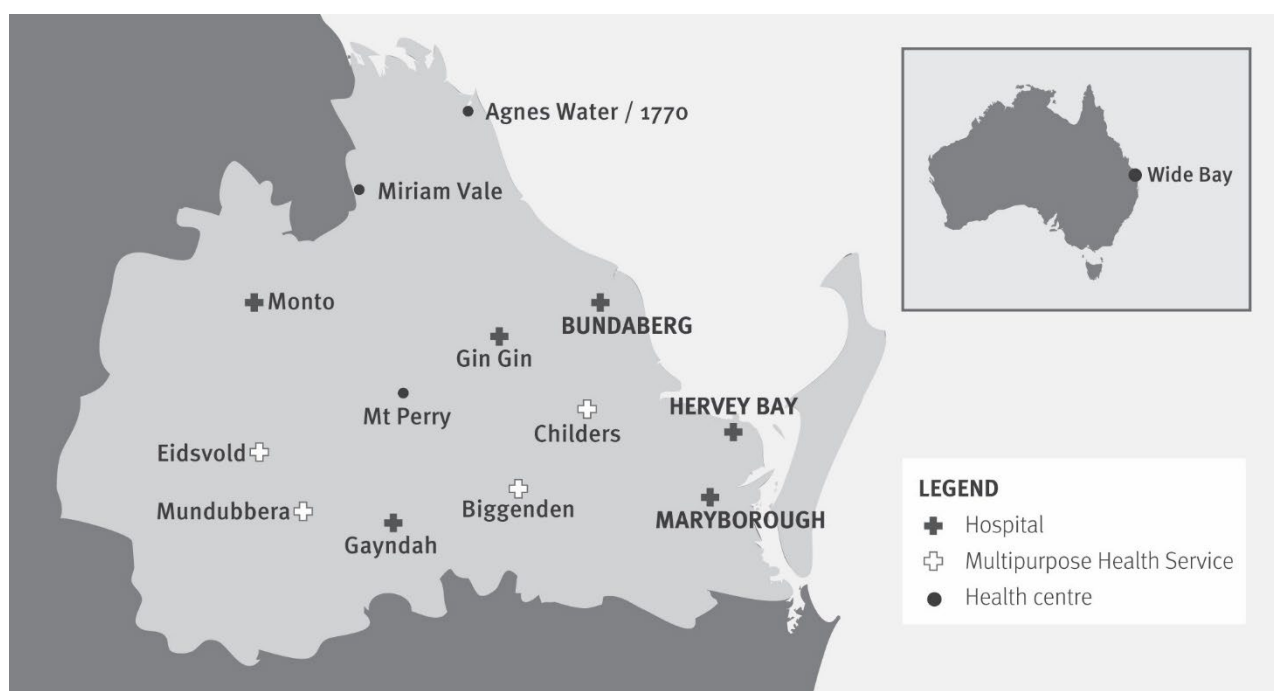 Agnes Water / 1770
Wide Bay
Miriam Vale
Monto
BUNDABERG
Gin Gin
Mt Perry
HERVEY BAY
Childers
Eidsvold
Mundubbera
Biggenden
MARYBOROUGH
Gayndah
LEGEND
Hospital
Multipurpose Health Service
Health centre